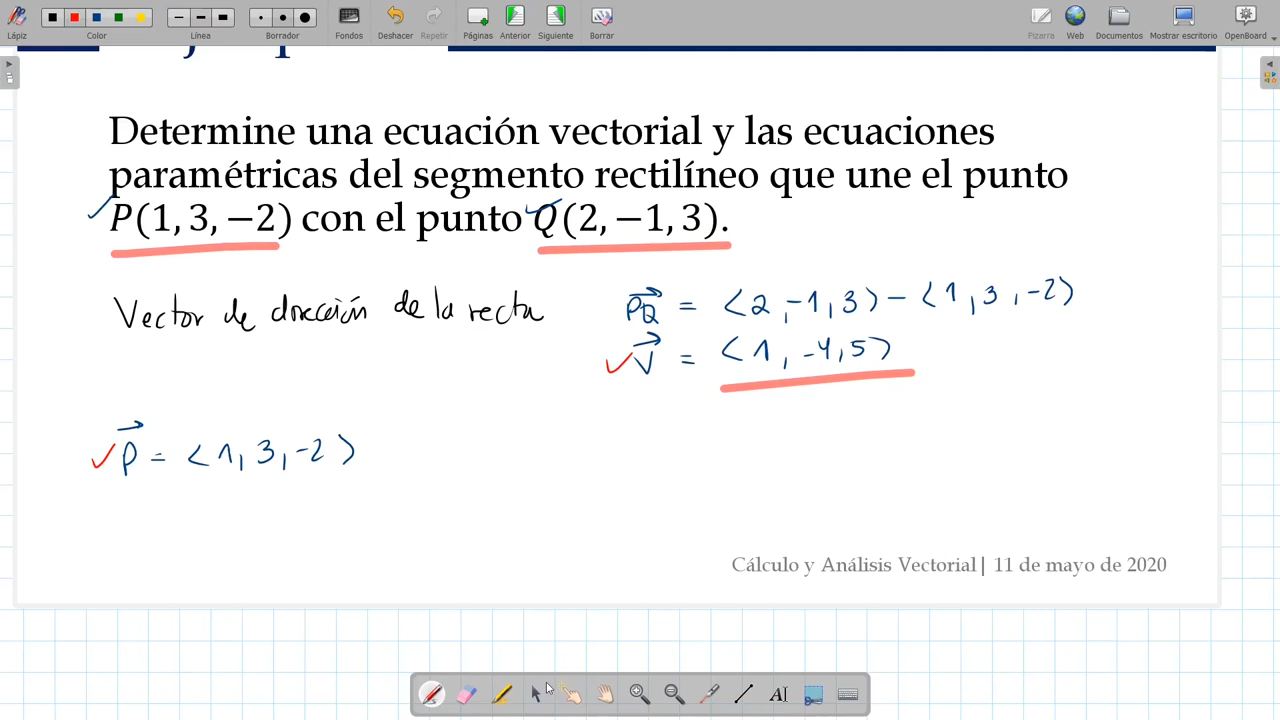 Lápiz Color Línea Borrador Fondos Deshacer Repetir Páginas Anterior Siguiente Borrar Pizarra Web Documentos Mostrar escritorio OpenBoard
Determine una ecuación vectorial y las ecuaciones
paramétricas del segmento rectilíneo que une el punto
P(1, 3, −2) con el punto Q(2, −1, 3).
Vector de dirección de la recta
PQ = ⟨2, -1, 3⟩ - ⟨1, 3, -2⟩
V = ⟨1, -4, 5⟩
P = ⟨1, 3, -2⟩
Cálculo y Análisis Vectorial| 11 de mayo de 2020
AI